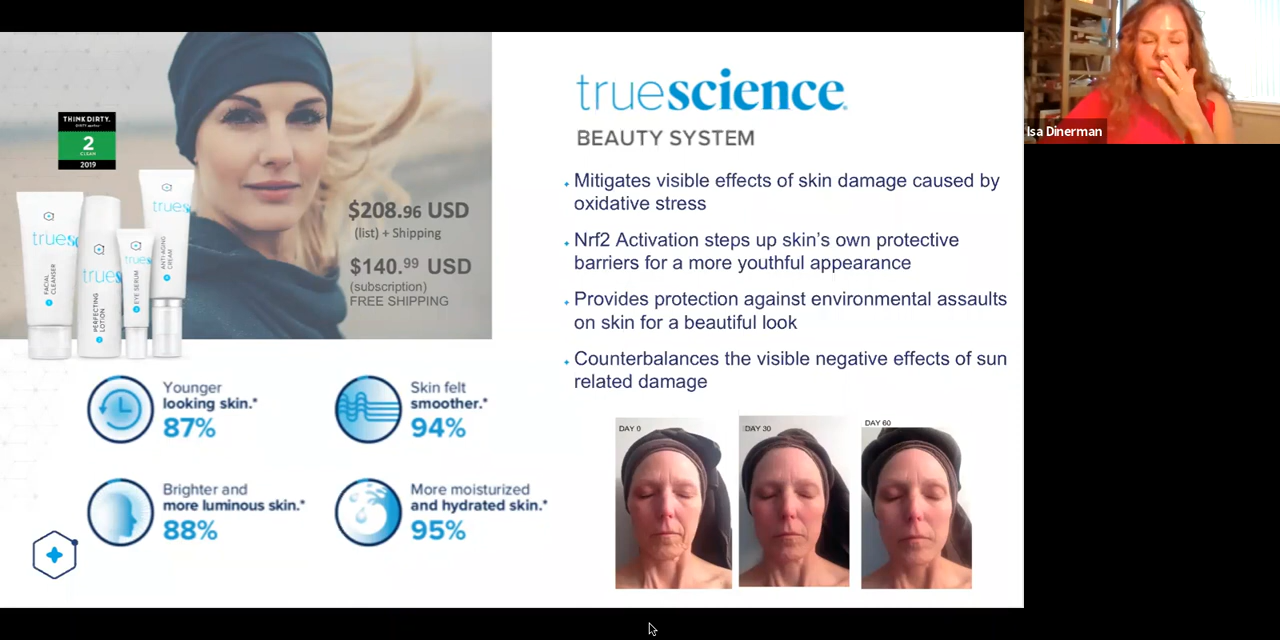 THINK DIRTY.
2
CLEAN
2019
trues
FACIAL
CLEANSER
trues
PERFECTING
LOTION
trues
EYE SERUM
trues
ANTI-AGING
CREAM
$208.96 USD
(list) + Shipping
$140.99 USD
(subscription)
FREE SHIPPING
Younger
looking skin.*
87%
Skin felt
smoother.*
94%
Brighter and
more luminous skin.*
88%
More moisturized
and hydrated skin.*
95%
truescience®
BEAUTY SYSTEM
Mitigates visible effects of skin damage caused by
oxidative stress
Nrf2 Activation steps up skin's own protective
barriers for a more youthful appearance
Provides protection against environmental assaults
on skin for a beautiful look
Counterbalances the visible negative effects of sun
related damage
DAY 0
DAY 30
DAY 60
Isa Dinerman